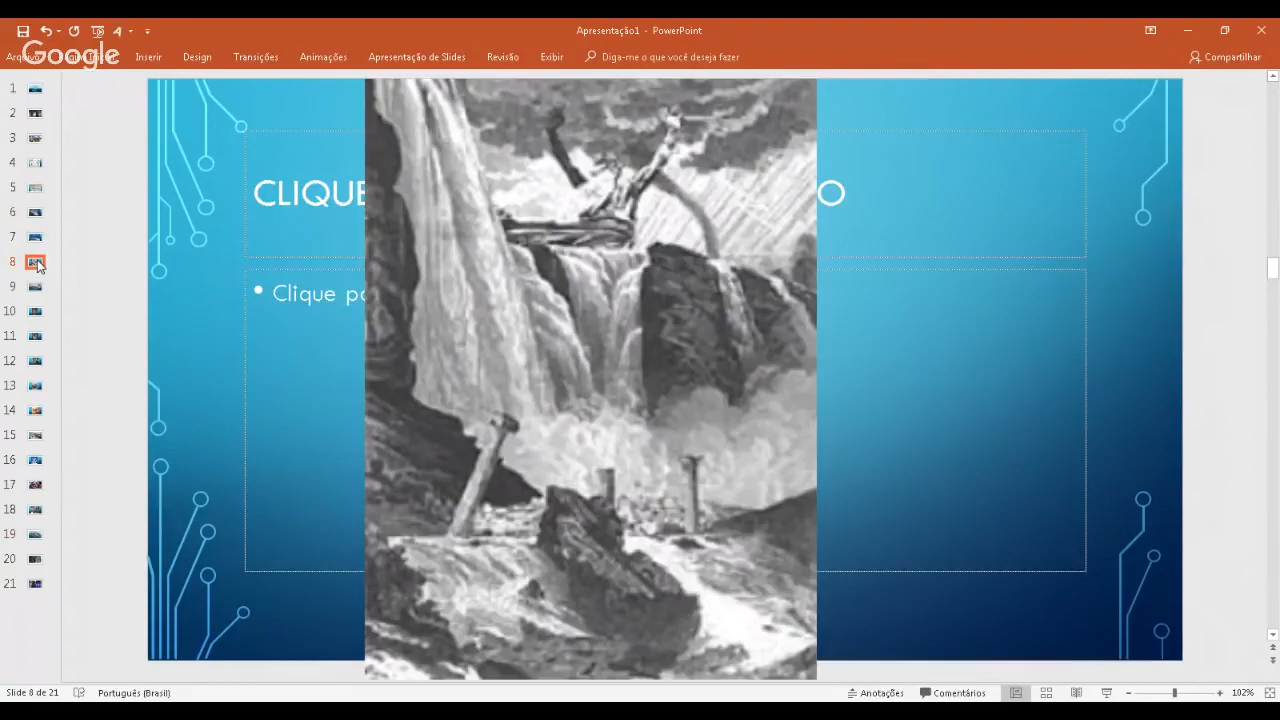 Apresentação1 - PowerPoint
Google
Arquivo
Inserir
Design
Transições
Animações
Apresentação de Slides
Revisão
Exibir
Diga-me o que você deseja fazer
Compartilhar
1
2
3
4
5
6
7
8
9
10
11
12
13
14
15
16
17
18
19
20
21
CLIQUE
O
• Clique
Slide 8 de 21
Português (Brasil)
Anotações
Comentários
102%